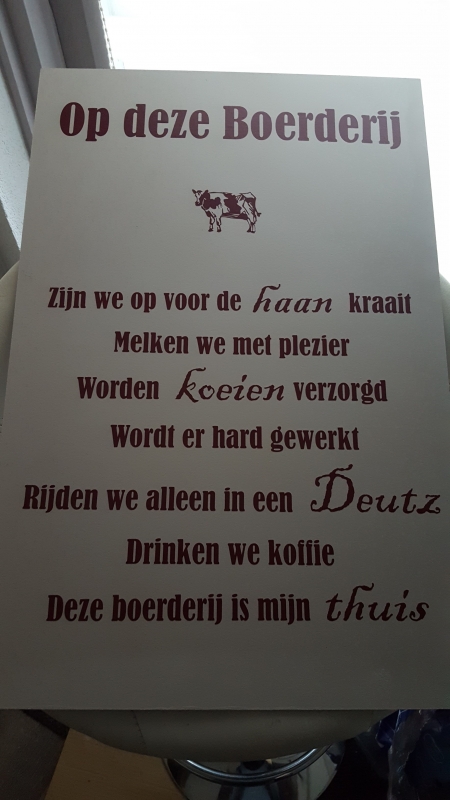 Op deze Boerderij
Zijn we op voor de haan kraait
Melken we met plezier
Worden koeien verzorgd
Wordt er hard gewerkt
Rijden we alleen in een Deutz
Drinken we koffie
Deze boerderij is mijn thuis